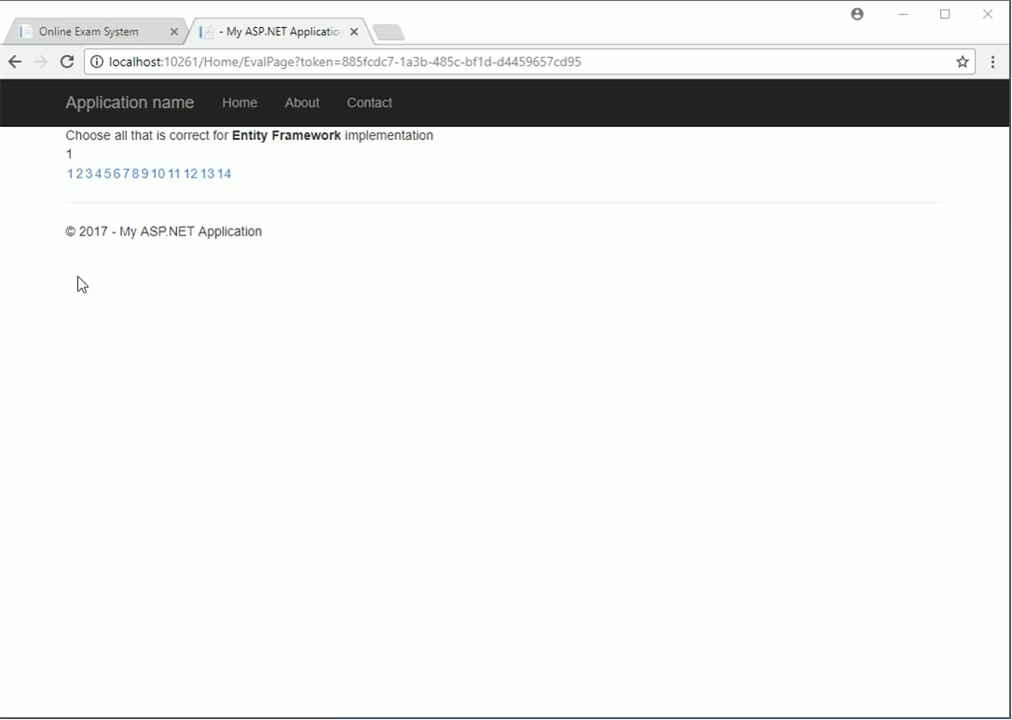 Online Exam System
- My ASP.NET Applicatio
localhost:10261/Home/EvalPage?token=885fcdc7-1a3b-485c-bf1d-d4459657cd95
Application name Home About Contact
Choose all that is correct for Entity Framework implementation
1
1 2 3 4 5 6 7 8 9 10 11 12 13 14
© 2017 - My ASP.NET Application